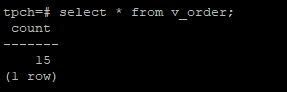 tpch=# select * from v_order;
count
-------
15
(1 row)